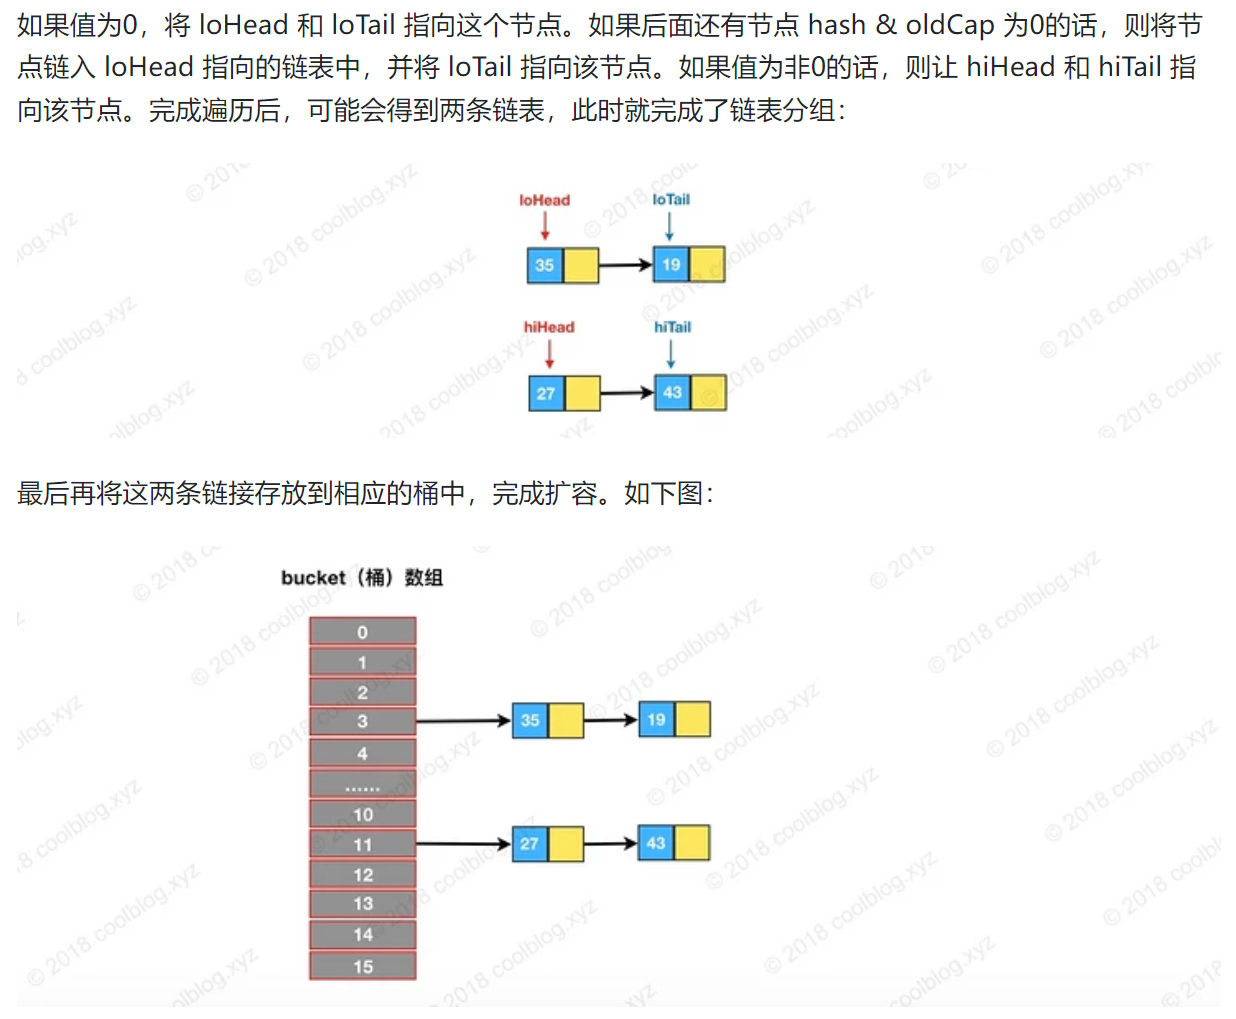 如果值为0，将 loHead 和 loTail 指向这个节点。如果后面还有节点 hash & oldCap 为0的话，则将节
点链入 loHead 指向的链表中，并将 loTail 指向该节点。如果值为非0的话，则让 hiHead 和 hiTail 指
向该节点。完成遍历后，可能会得到两条链表，此时就完成了链表分组：
loHead loTail
35 19
hiHead hiTail
27 43
最后再将这两条链接存放到相应的桶中，完成扩容。如下图：
bucket（桶）数组
0
1
2
3 35 19
4
......
10
11 27 43
12
13
14
15
© 2018 coolblog.xyz